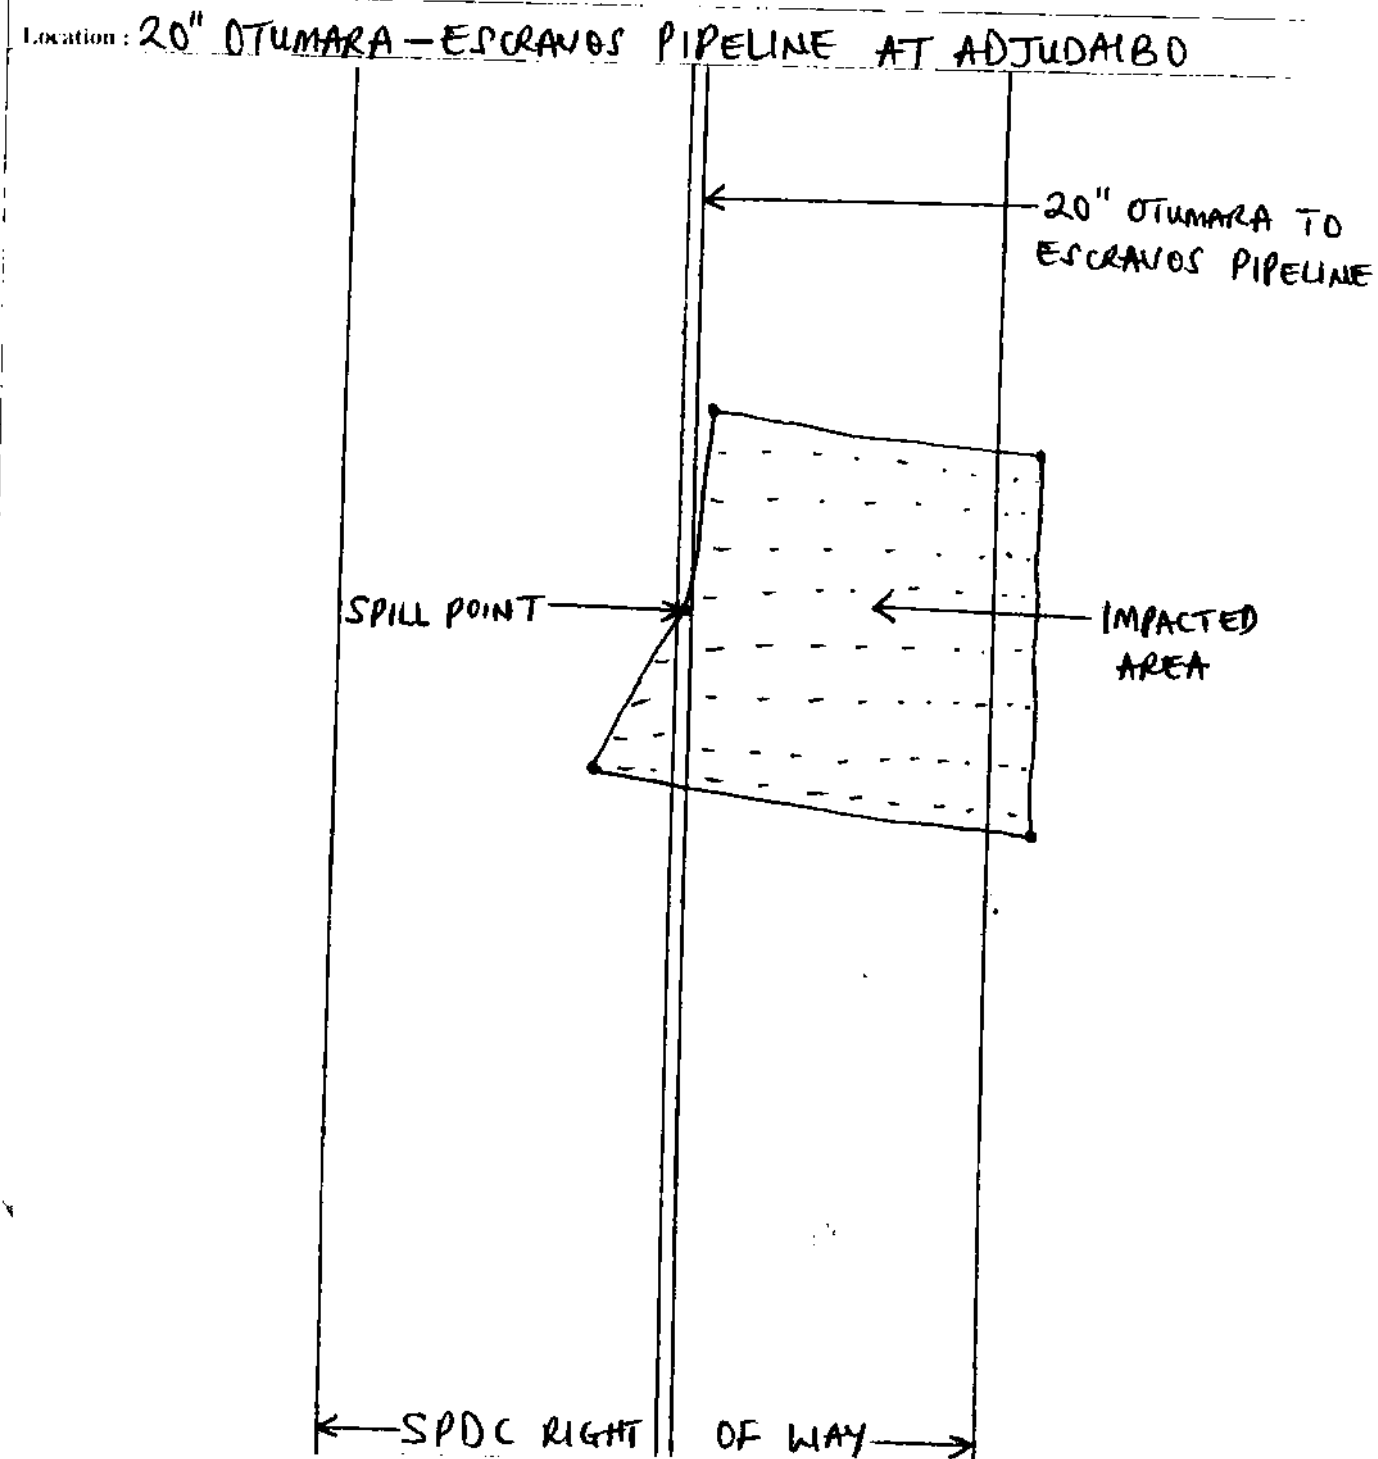 Location : 20" OTUMARA – ESCRAVOS PIPELINE AT ADJUDAIBO
20" OTUMARA TO
ESCRAVOS PIPELINE
SPILL POINT
IMPACTED
AREA
SPDC RIGHT OF WAY